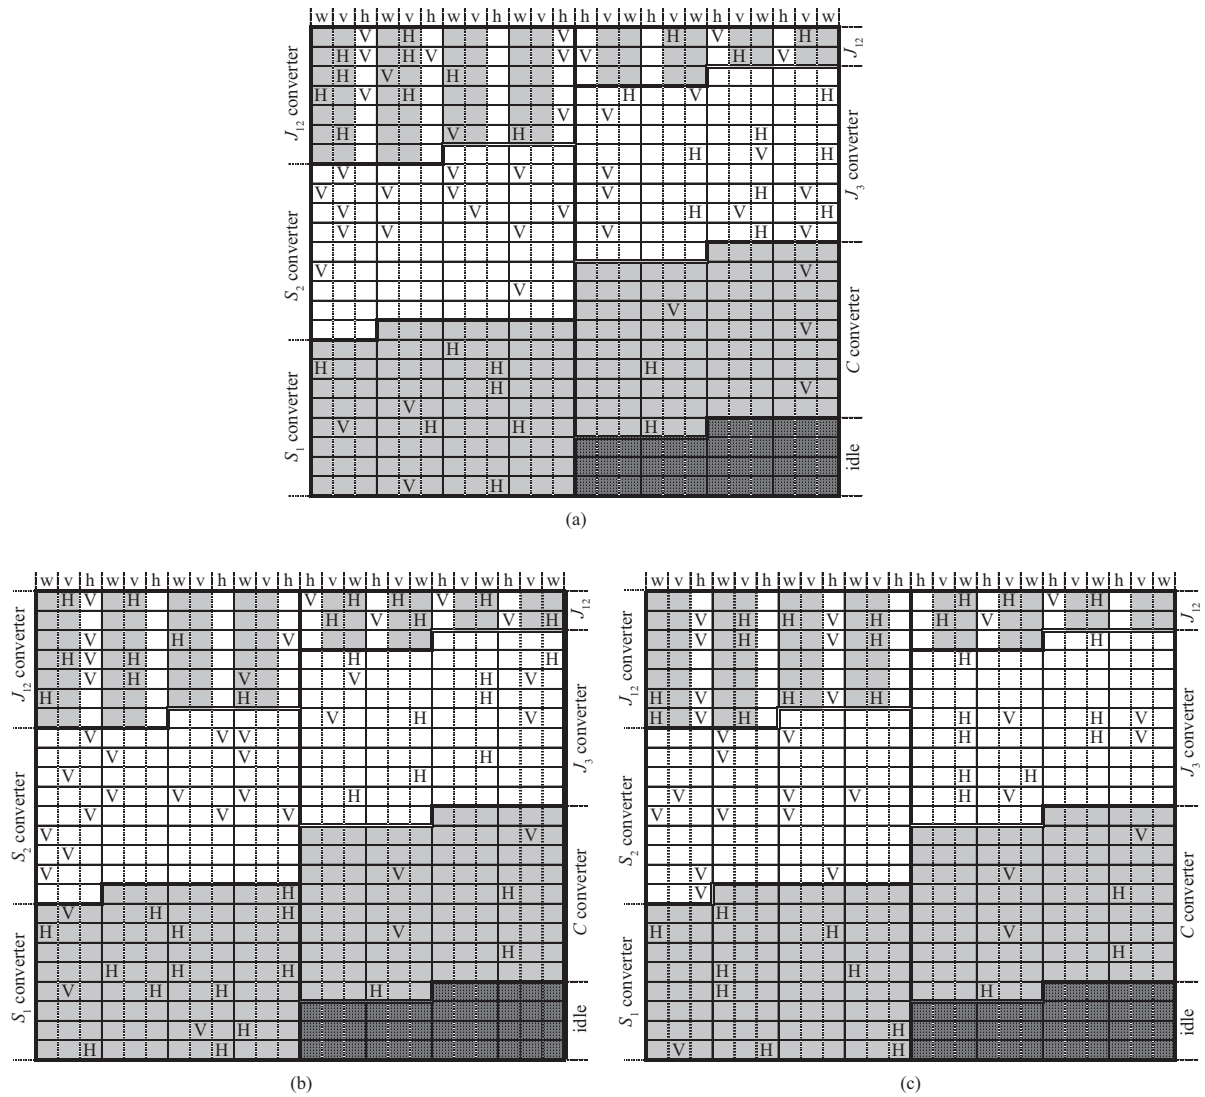 w v h w v h w v h w v h h v w h v w h v w h v w
V H V H V H
H V H V V V H V
H V H
H V H H V H
V V
H V H H
H V H
V V V V
V V V V H V
V V V H V H
V V V V H V
V V
V
V
V
H
H H H
H V
V
V H H H
V H
J12 converter
S2 converter
S1 converter
J12
J3 converter
C converter
idle
(a)
w v h w v h w v h w v h h v w h v w h v w h v w
H V H V H H V H
H V H V H
V H V
H V H H H
V H V V H V
H H H
V H V
V V V
V V H
V H
V V V H
V V V V
V V
V
V V
H H
V H H
H H V
H
H H H
V H H H
V H
H H
J12 converter
S2 converter
S1 converter
J12
J3 converter
C converter
idle
(b)
w v h w v h w v h w v h h v w h v w h v w h v w
H H V H
V H H V H H V
V H V H H
H
H V H V H
H V H H V H V
V V H H V
V
H H
V V V H V
V V V
V
V V V
V H
H
H H V
H
H H
H H
H
V H H
J12 converter
S2 converter
S1 converter
J12
J3 converter
C converter
idle
(c)